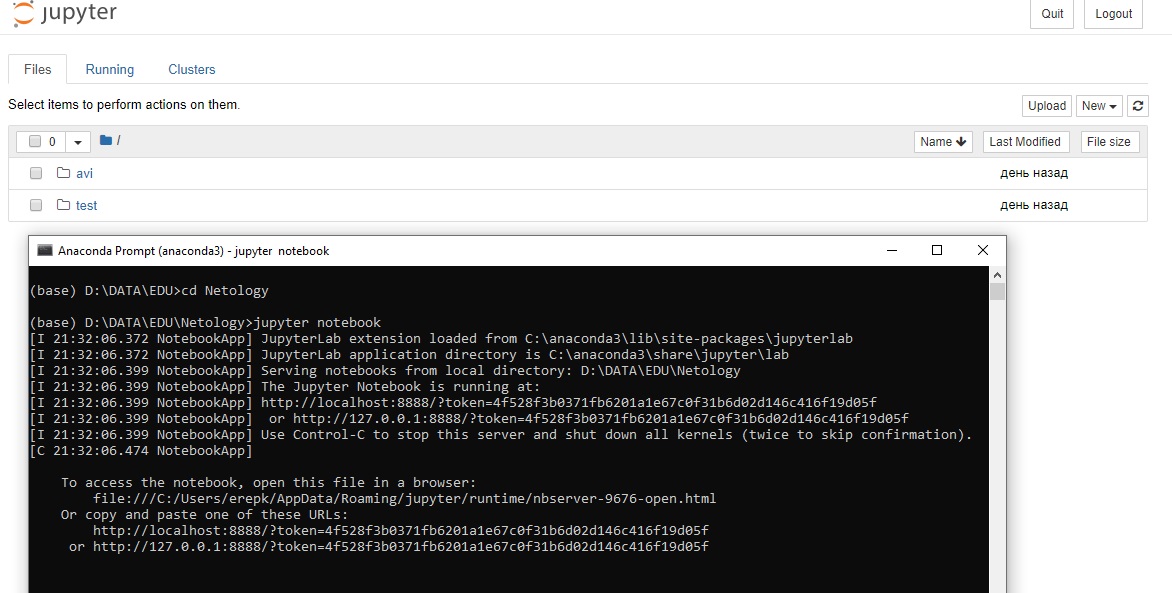 jupyter
Quit Logout
Files Running Clusters
Select items to perform actions on them.
Upload New
0 / Name Last Modified File size
avi день назад
test день назад
Anaconda Prompt (anaconda3) - jupyter notebook
(base) D:\DATA\EDU>cd Netology
(base) D:\DATA\EDU\Netology>jupyter notebook
[I 21:32:06.372 NotebookApp] JupyterLab extension loaded from C:\anaconda3\lib\site-packages\jupyterlab
[I 21:32:06.372 NotebookApp] JupyterLab application directory is C:\anaconda3\share\jupyter\lab
[I 21:32:06.399 NotebookApp] Serving notebooks from local directory: D:\DATA\EDU\Netology
[I 21:32:06.399 NotebookApp] The Jupyter Notebook is running at:
[I 21:32:06.399 NotebookApp] http://localhost:8888/?token=4f528f3b0371fb6201a1e67c0f31b6d02d146c416f19d05f
[I 21:32:06.399 NotebookApp]  or http://127.0.0.1:8888/?token=4f528f3b0371fb6201a1e67c0f31b6d02d146c416f19d05f
[I 21:32:06.399 NotebookApp] Use Control-C to stop this server and shut down all kernels (twice to skip confirmation).
[C 21:32:06.474 NotebookApp]
To access the notebook, open this file in a browser:
file:///C:/Users/erepk/AppData/Roaming/jupyter/runtime/nbserver-9676-open.html
Or copy and paste one of these URLs:
http://localhost:8888/?token=4f528f3b0371fb6201a1e67c0f31b6d02d146c416f19d05f
or http://127.0.0.1:8888/?token=4f528f3b0371fb6201a1e67c0f31b6d02d146c416f19d05f